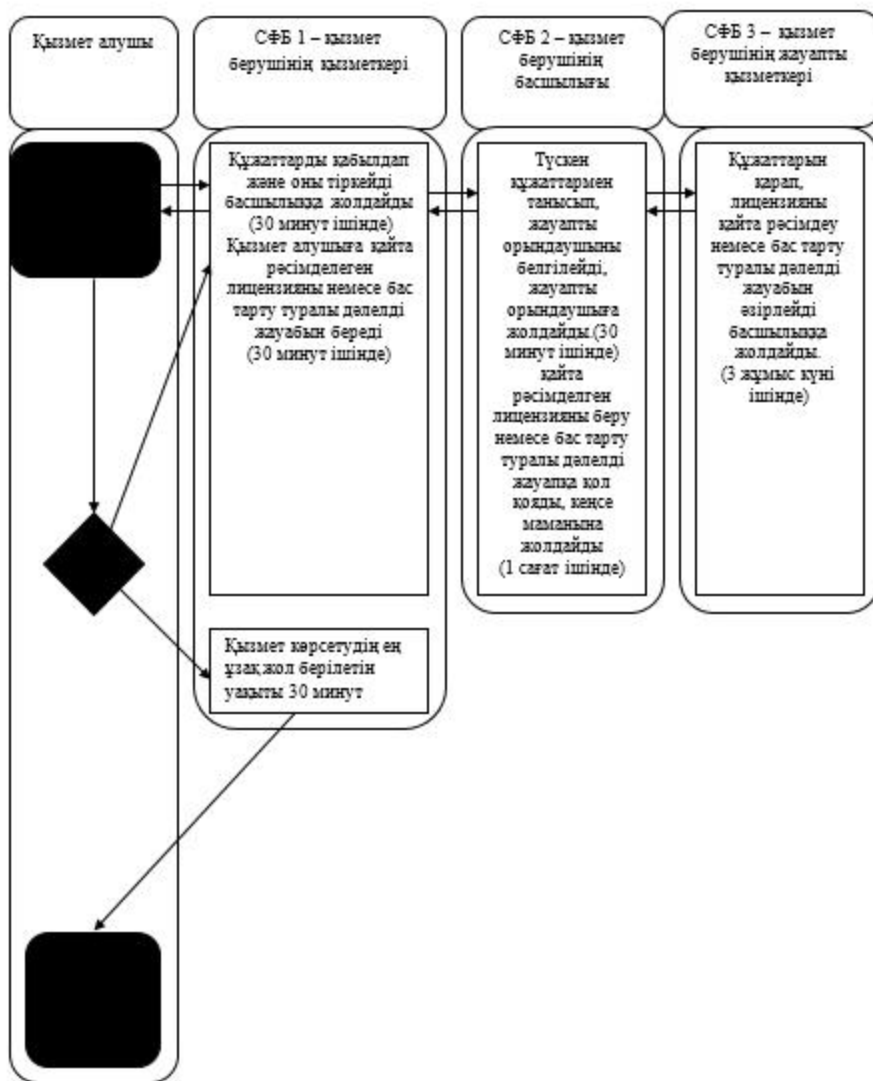 Қызмет алушы
СФБ 1 – қызмет
берушінің қызметкері
СФБ 2 – қызмет
берушінің
басшылығы
СФБ 3 – қызмет
берушінің жауапты
қызметкері
Құжаттарды қабылдап
және оны тіркейді
басшылыққа жолдайды
(30 минут ішінде)
Қызмет алушыға қайта
рәсімделеген
лицензияны немесе бас
тарту туралы дәлелді
жауабын береді
(30 минут ішінде)
Түскен
құжаттармен
танысып,
жауапты
орындаушыны
белгілейді,
жауапты
орындаушыға
жолдайды.(30
минут ішінде)
қайта
рәсімделген
лицензияны беру
немесе бас тарту
туралы дәлелді
жауапқа қол
қояды, кеңсе
маманына
жолдайды
(1 сағат ішінде)
Құжаттарын
қарап,
лицензияны
қайта рәсімдеу
немесе бас тарту
туралы дәлелді
жауабын
әзірлейді
басшылыққа
жолдайды.
(3 жұмыс күні
ішінде)
Қызмет көрсетудің ең
ұзақ жол берілетін
уақыты 30 минут